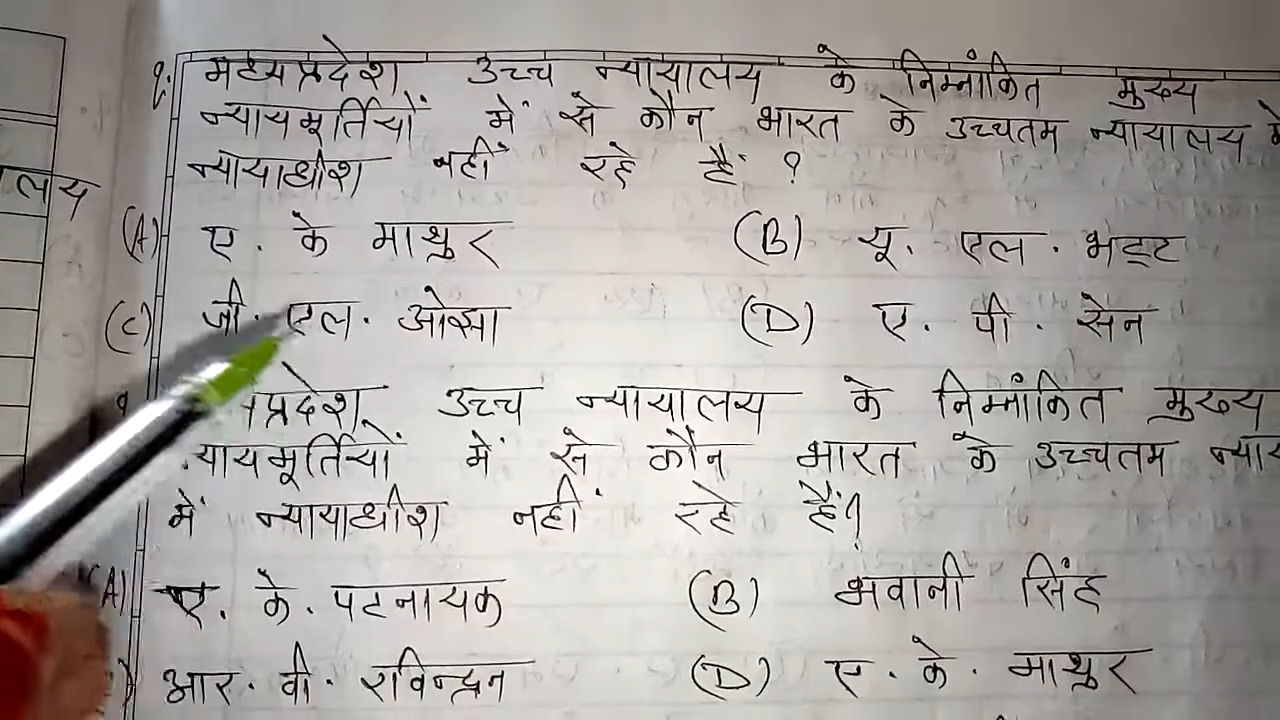 लय
Q. मध्यप्रदेश उच्च न्यायालय के निम्नांकित मुख्य
न्यायमूर्तियों में से कौन भारत के उच्चतम न्यायालय मे
न्यायाधीश नहीं रहे हैं ?
(A) ए. के माथुर (B) यू. एल. भट्ट
(C) जी. एल. ओझा (D) ए. पी. सेन
प्रदेश उच्च न्यायालय के निम्नांकित मुख्य
यायमूर्तियों में से कौन भारत के उच्चतम न्याय
में न्यायाधीश नहीं रहे हैं?
(A) ए. के. पटनायक (B) भवानी सिंह
) आर. वी. रविन्द्रन (D) ए. के. माथुर